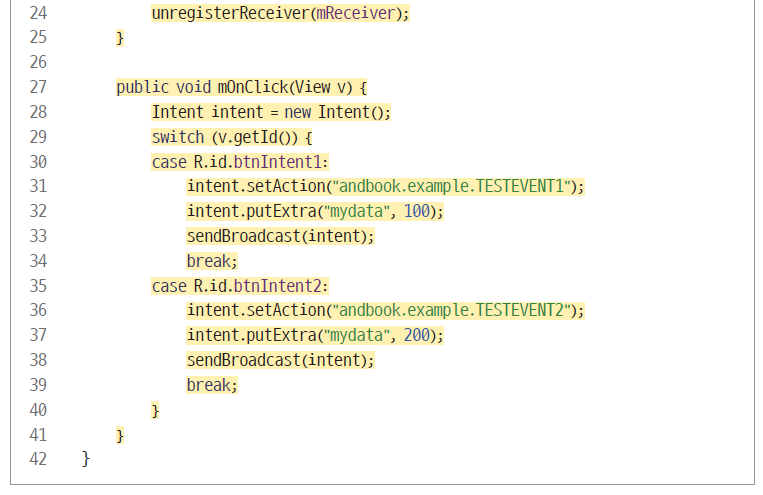 24 unregisterReceiver(mReceiver);
25 }
26
27 public void mOnClick(View v) {
28 Intent intent = new Intent();
29 switch (v.getId()) {
30 case R.id.btnIntent1:
31 intent.setAction("andbook.example.TESTEVENT1");
32 intent.putExtra("mydata", 100);
33 sendBroadcast(intent);
34 break;
35 case R.id.btnIntent2:
36 intent.setAction("andbook.example.TESTEVENT2");
37 intent.putExtra("mydata", 200);
38 sendBroadcast(intent);
39 break;
40 }
41 }
42 }